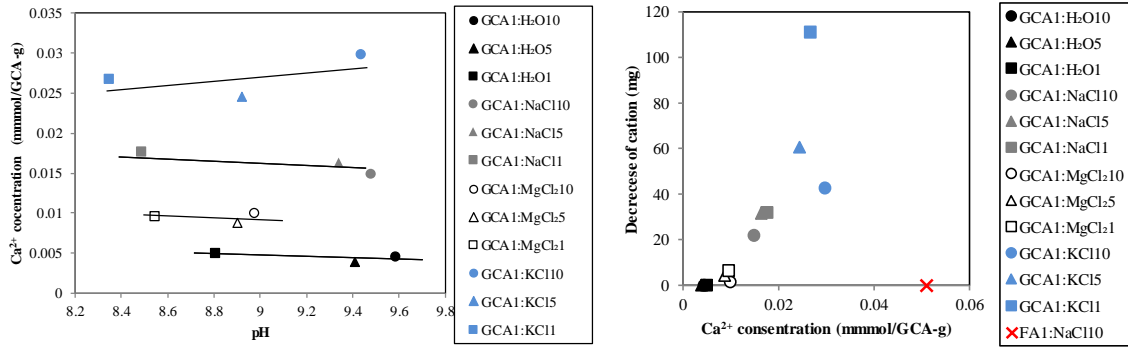 Ca²⁺ cocentration (mmmol/GCA-g)
0.035
0.03
0.025
0.02
0.015
0.01
0.005
0
8.2
8.4
8.6
8.8
9
9.2
9.4
9.6
9.8
pH
GCA1:H₂O10
GCA1:H₂O5
GCA1:H₂O1
GCA1:NaCl10
GCA1:NaCl5
GCA1:NaCl1
GCA1:MgCl₂10
GCA1:MgCl₂5
GCA1:MgCl₂1
GCA1:KCl10
GCA1:KCl5
GCA1:KCl1
Decrecese of cation (mg)
120
100
80
60
40
20
0
0
0.02
0.04
0.06
Ca²⁺ consentration (mmmol/GCA-g)
GCA1:H₂O10
GCA1:H₂O5
GCA1:H₂O1
GCA1:NaCl10
GCA1:NaCl5
GCA1:NaCl1
GCA1:MgCl₂10
GCA1:MgCl₂5
GCA1:MgCl₂1
GCA1:KCl10
GCA1:KCl5
GCA1:KCl1
FA1:NaCl10